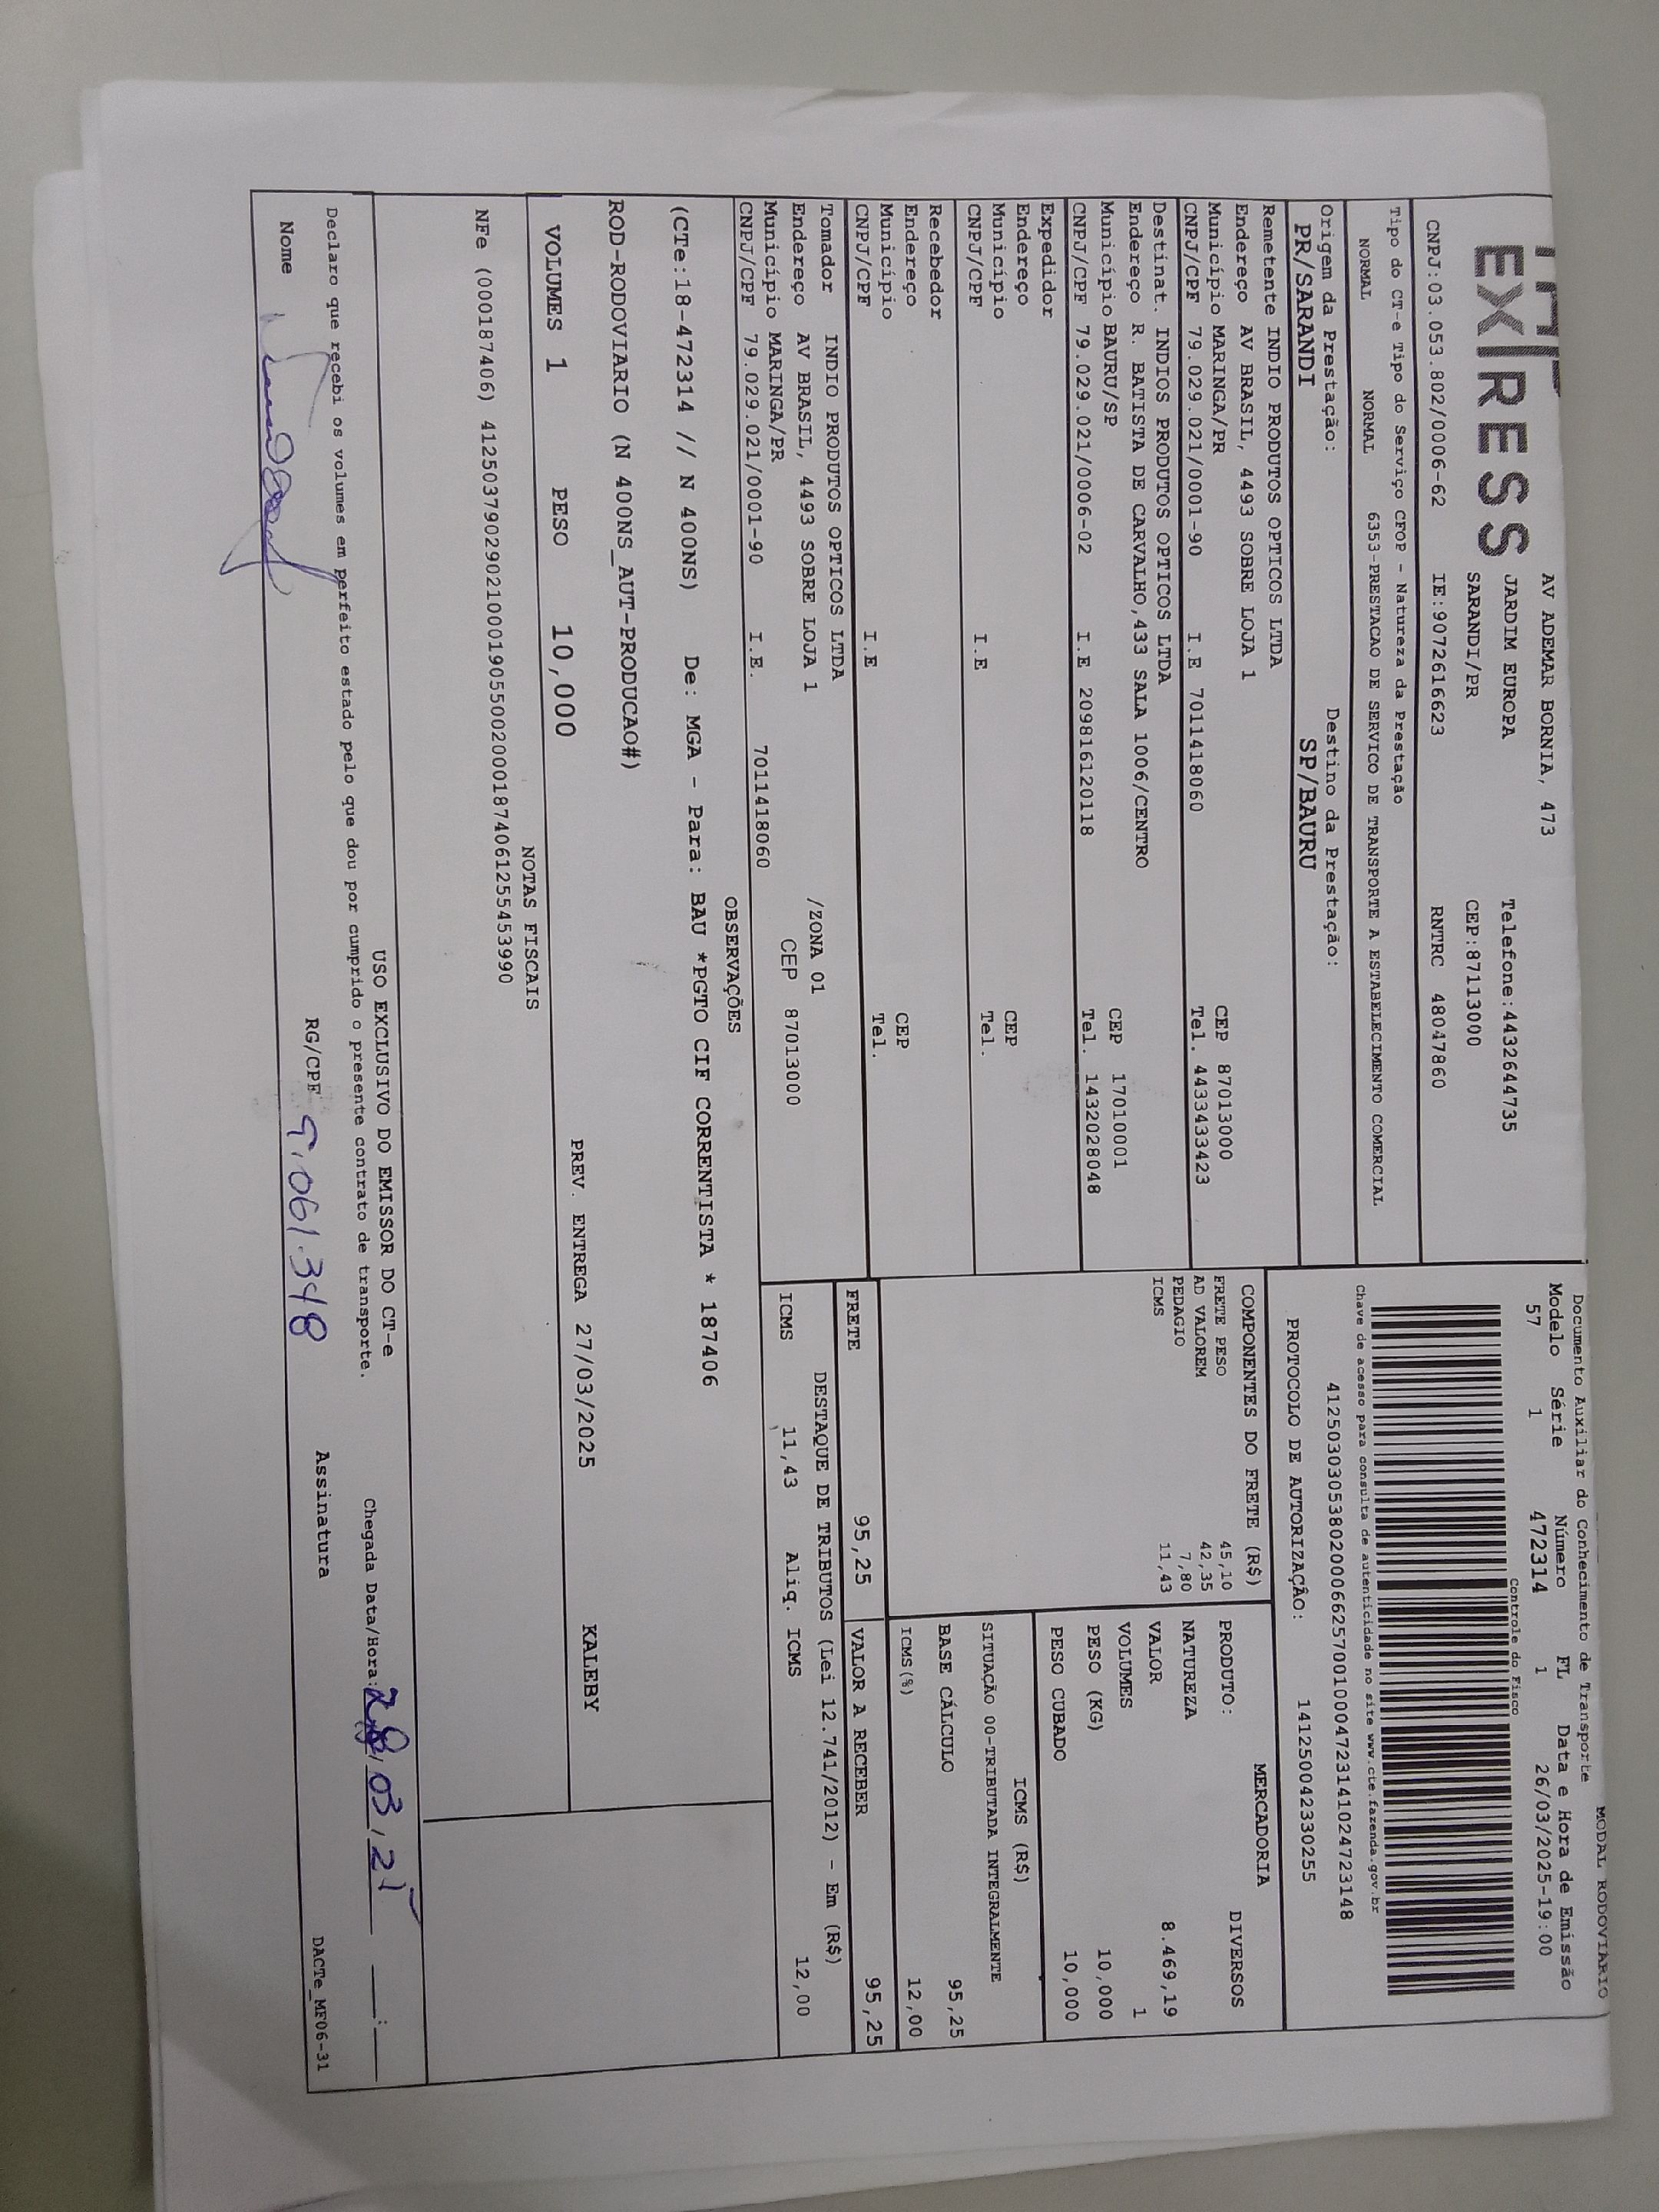 EXPRESS
AV ADEMAR BORNIA, 473
JARDIM EUROPA Telefone:4432644735
SARANDI/PR CEP:87113000
CNPJ:03.053.802/0006-62 IE:9072616623 RNTRC 48047860
MODAL RODOVIÁRIO
Documento Auxiliar do Conhecimento de Transporte
Modelo Série Número FL Data e Hora de Emissão
57 1 472314 1 26/03/2025-19:00
Controle do Fisco
Chave de acesso para consulta de autenticidade no site www.cte.fazenda.gov.br
41250303053802000662570010004723141024723148
PROTOCOLO DE AUTORIZAÇÃO: 141250042330255
Tipo do CT-e Tipo do Serviço CFOP - Natureza da Prestação
NORMAL NORMAL 6353-PRESTACAO DE SERVICO DE TRANSPORTE A ESTABELECIMENTO COMERCIAL
Origem da Prestação: Destino da Prestação:
PR/SARANDI SP/BAURU
Remetente INDIO PRODUTOS OPTICOS LTDA
Endereço AV BRASIL, 4493 SOBRE LOJA 1
Município MARINGA/PR CEP 87013000
CNPJ/CPF 79.029.021/0001-90 I.E 7011418060 Tel. 443343­3423
Destinat. INDIOS PRODUTOS OPTICOS LTDA
Endereço R. BATISTA DE CARVALHO,433 SALA 1006/CENTRO
Município BAURU/SP CEP 17010001
CNPJ/CPF 79.029.021/0006-02 I.E 209816120118 Tel. 1432028048
Expedidor
Endereço
Município CEP
CNPJ/CPF I.E Tel.
Recebedor
Endereço
Município CEP
CNPJ/CPF I.E Tel.
Tomador INDIO PRODUTOS OPTICOS LTDA
Endereço AV BRASIL, 4493 SOBRE LOJA 1 /ZONA 01
Município MARINGA/PR CEP 87013000
CNPJ/CPF 79.029.021/0001-90 I.E. 7011418060
COMPONENTES DO FRETE (R$)
FRETE PESO 45,10
AD VALOREM 42,35
PEDAGIO 7,80
ICMS 11,43
MERCADORIA
PRODUTO: DIVERSOS
NATUREZA
VALOR 8.469,19
VOLUMES 1
PESO (KG) 10,000
PESO CUBADO 10,000
ICMS (R$)
SITUAÇÃO 00-TRIBUTADA INTEGRALMENTE
BASE CÁLCULO 95,25
ICMS(%) 12,00
FRETE 95,25 VALOR A RECEBER 95,25
DESTAQUE DE TRIBUTOS (Lei 12.741/2012) - Em (R$)
ICMS 11,43 Aliq. ICMS 12,00
OBSERVAÇÕES
(CTe:18-472314 // N 400NS) De: MGA - Para: BAU *PGTO CIF CORRENTISTA * 187406
ROD-RODOVIARIO (N 400NS_AUT-PRODUCAO#)
VOLUMES 1 PESO 10,000 PREV. ENTREGA 27/03/2025 KALEBY
NOTAS FISCAIS
NFe (000187406) 41250379029021000190550020001874061255453990
USO EXCLUSIVO DO EMISSOR DO CT-e
Declaro que recebi os volumes em perfeito estado pelo que dou por cumprido o presente contrato de transporte. Chegada Data/Hora: 28/03/25 __:__
Nome RG/CPF 9.061.348 Assinatura
DACTe_MF06-31